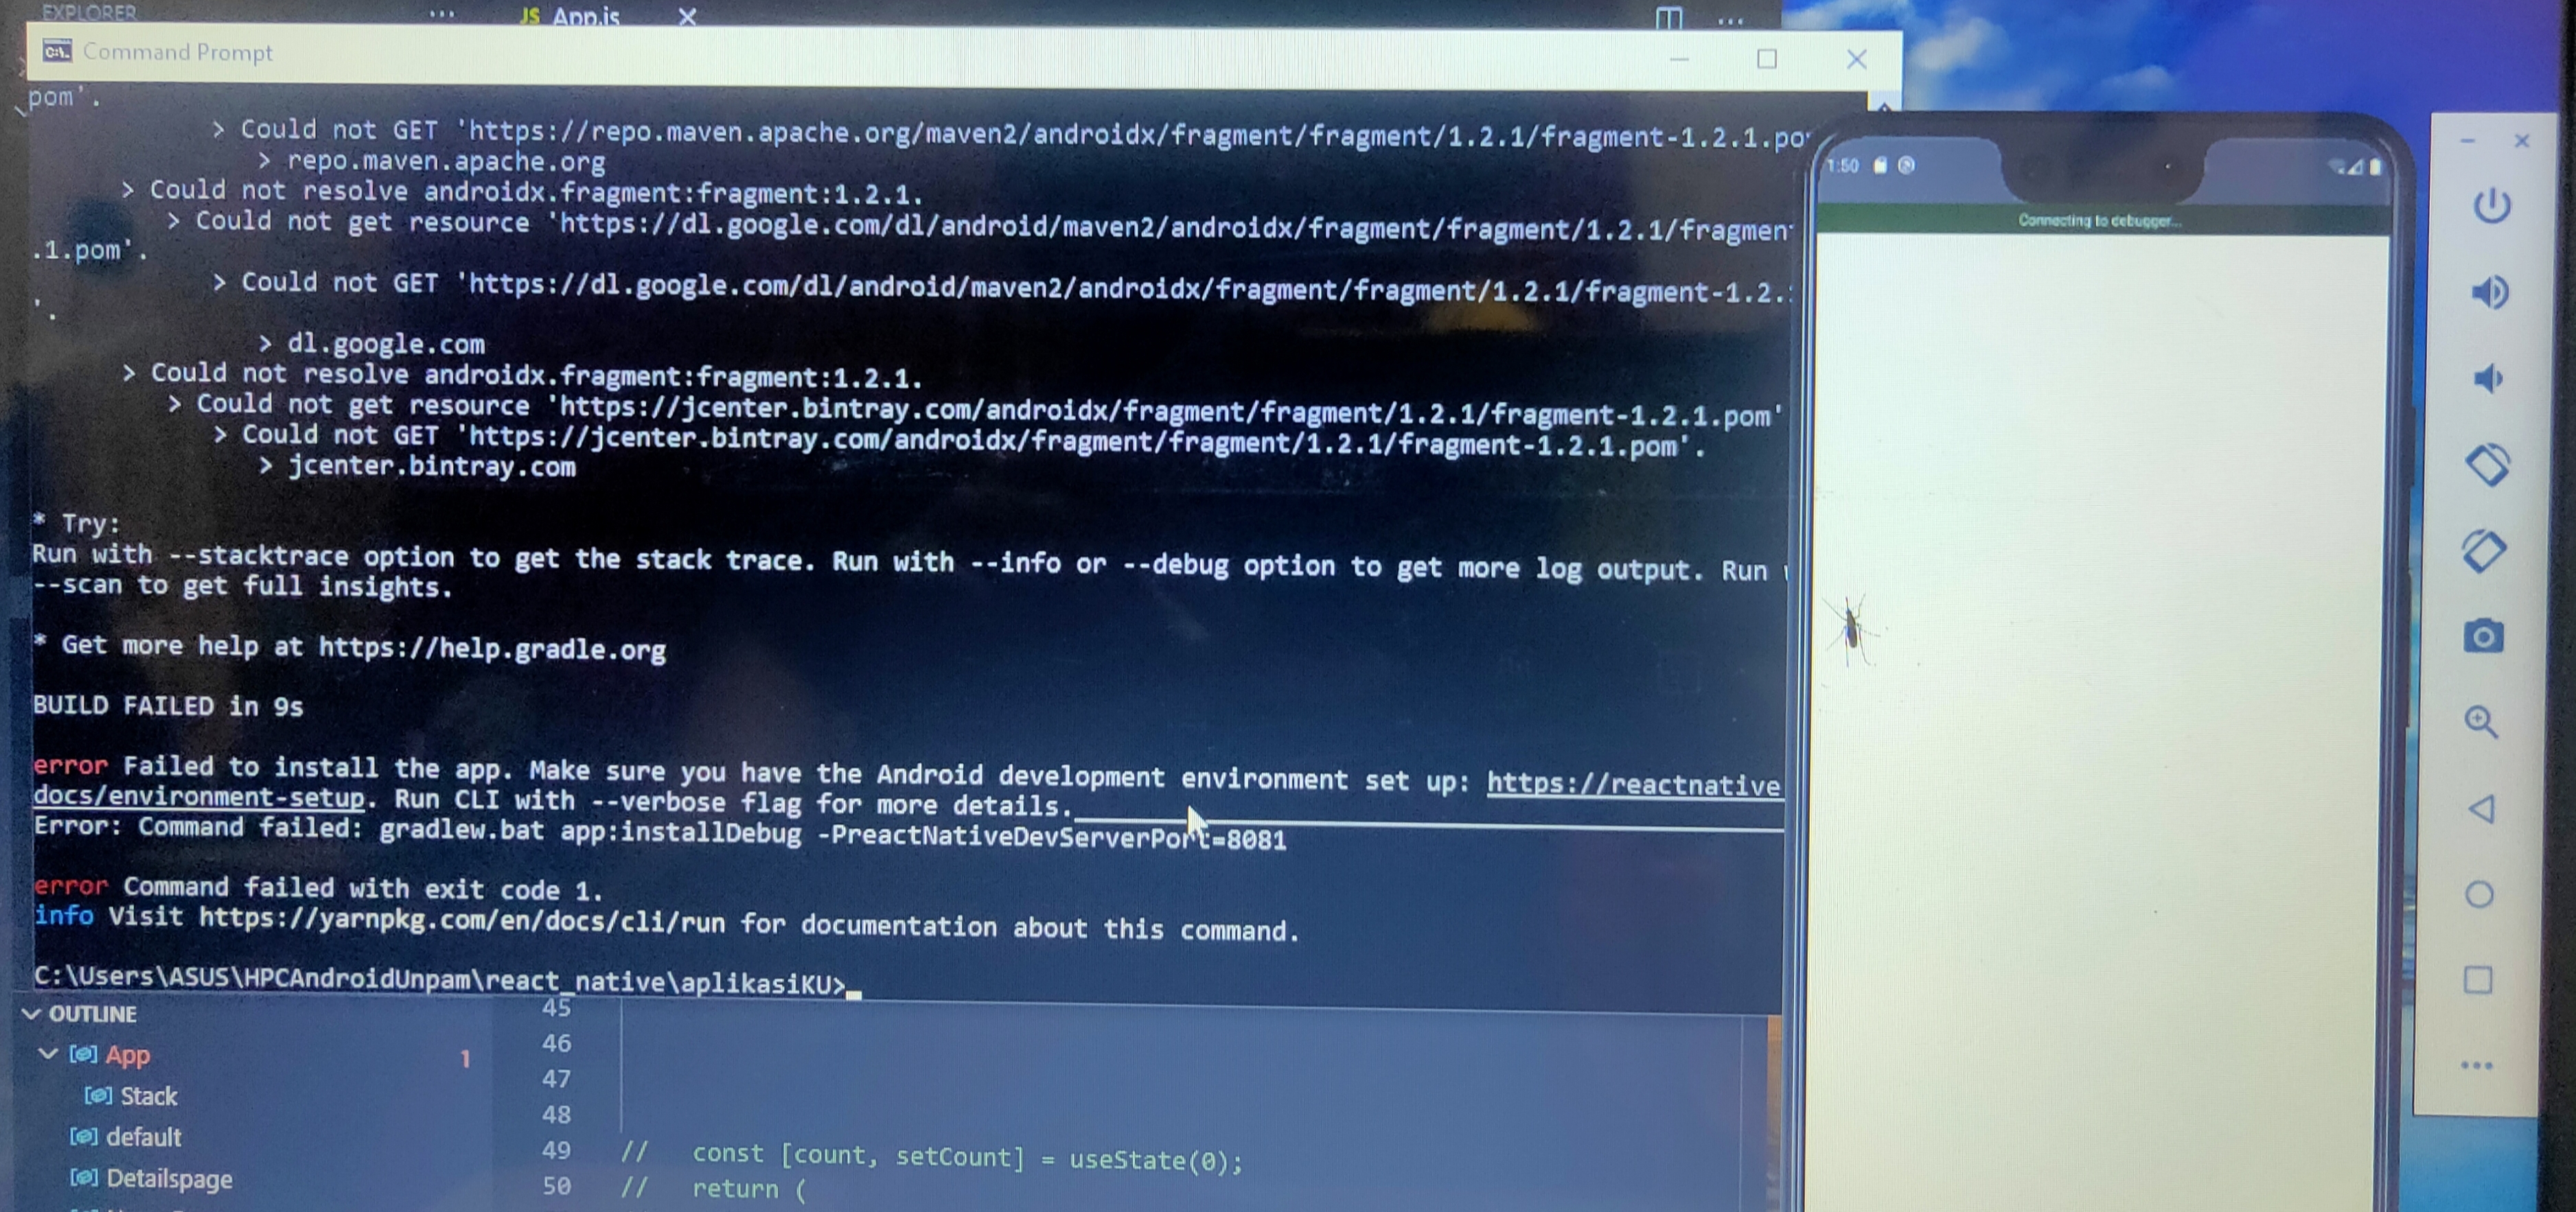 EXPLORER
...
JS App.js
...
Command Prompt
pom'.
> Could not GET 'https://repo.maven.apache.org/maven2/androidx/fragment/fragment/1.2.1/fragment-1.2.1.po
> repo.maven.apache.org
> Could not resolve androidx.fragment:fragment:1.2.1.
> Could not get resource 'https://dl.google.com/dl/android/maven2/androidx/fragment/fragment/1.2.1/fragmen
.1.pom'.
> Could not GET 'https://dl.google.com/dl/android/maven2/androidx/fragment/fragment/1.2.1/fragment-1.2.
'.
> dl.google.com
> Could not resolve androidx.fragment:fragment:1.2.1.
> Could not get resource 'https://jcenter.bintray.com/androidx/fragment/fragment/1.2.1/fragment-1.2.1.pom'
> Could not GET 'https://jcenter.bintray.com/androidx/fragment/fragment/1.2.1/fragment-1.2.1.pom'.
> jcenter.bintray.com
* Try:
Run with --stacktrace option to get the stack trace. Run with --info or --debug option to get more log output. Run
--scan to get full insights.
* Get more help at https://help.gradle.org
BUILD FAILED in 9s
error Failed to install the app. Make sure you have the Android development environment set up: https://reactnative
docs/environment-setup. Run CLI with --verbose flag for more details.
Error: Command failed: gradlew.bat app:installDebug -PreactNativeDevServerPort=8081
error Command failed with exit code 1.
info Visit https://yarnpkg.com/en/docs/cli/run for documentation about this command.
C:\Users\ASUS\HPCAndroidUnpam\react_native\aplikasiKU>
OUTLINE
App 1
Stack
default
Detailspage
45
46
47
48
49 // const [count, setCount] = useState(0);
50 // return (
1:50
Connecting to debugger...